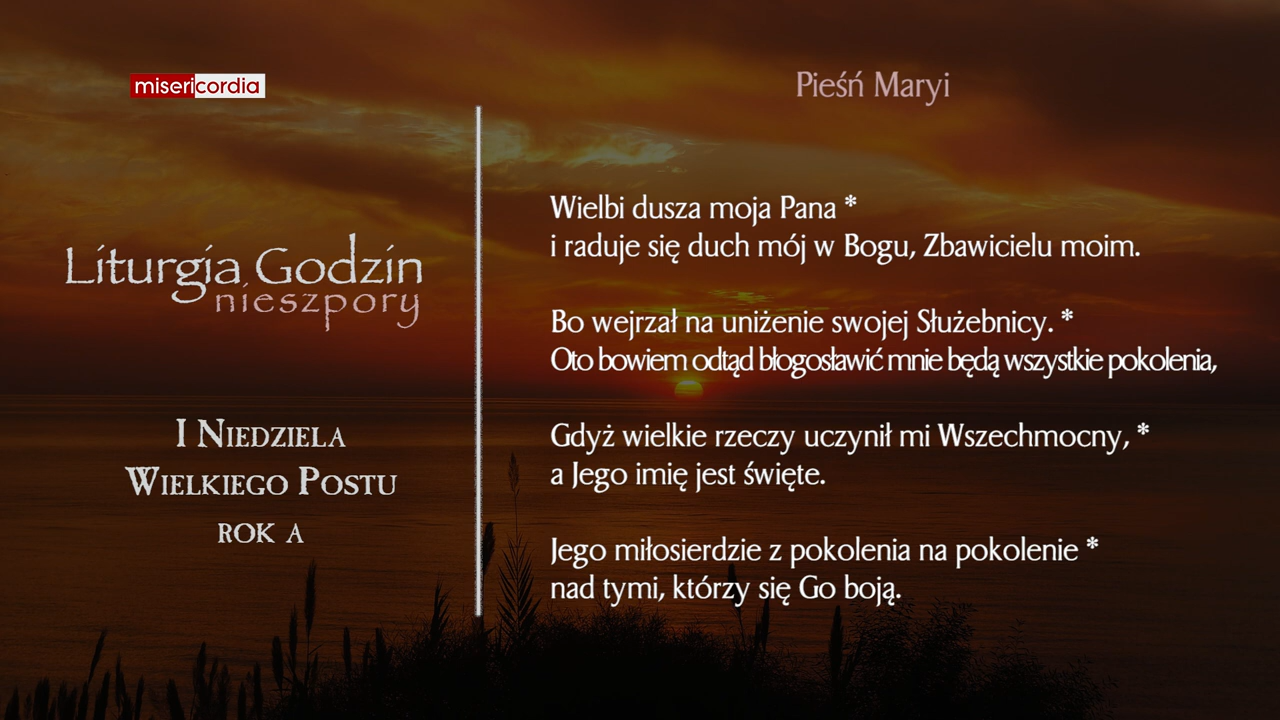 misericordia
Liturgia Godzin
nieszpory
I Niedziela
Wielkiego Postu
rok A
Pieśń Maryi
Wielbi dusza moja Pana *
i raduje się duch mój w Bogu, Zbawicielu moim.
Bo wejrzał na uniżenie swojej Służebnicy. *
Oto bowiem odtąd błogosławić mnie będą wszystkie pokolenia,
Gdyż wielkie rzeczy uczynił mi Wszechmocny, *
a Jego imię jest święte.
Jego miłosierdzie z pokolenia na pokolenie *
nad tymi, którzy się Go boją.